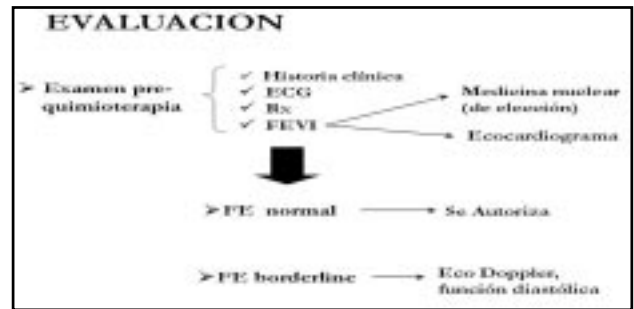 EVALUACION
➢ Examen pre-
quimioterapia
✓ Historia clínica
✓ ECG
✓ Rx
✓ FEVI
Medicina nuclear
(de elección)
Ecocardiograma
➢FE normal
Se Autoriza
➢FE borderline
Eco Doppler,
función diastólica